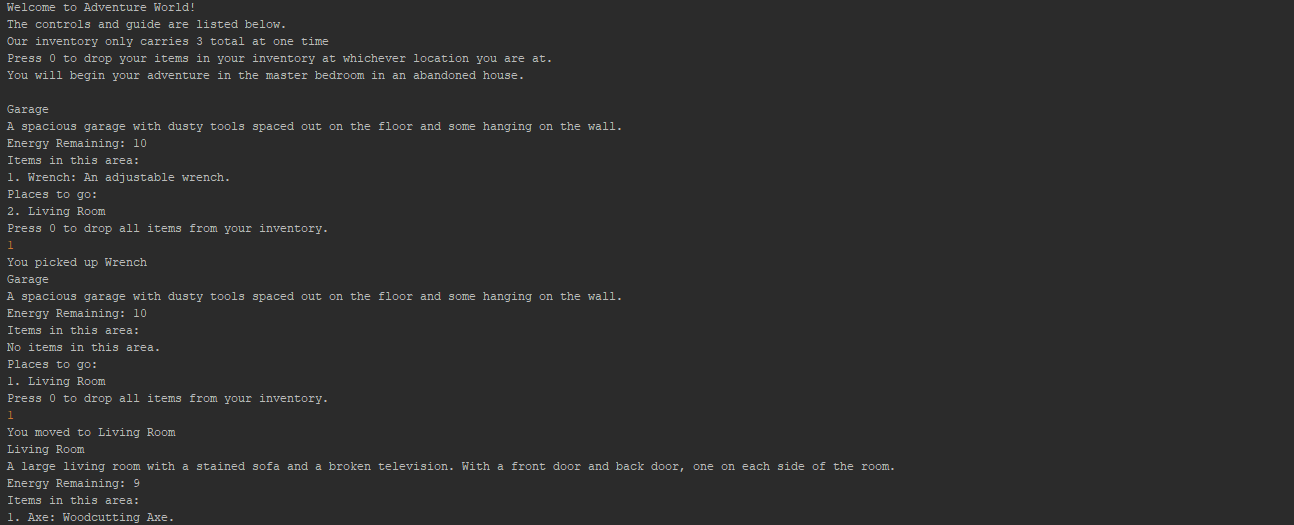 Welcome to Adventure World!
The controls and guide are listed below.
Our inventory only carries 3 total at one time
Press 0 to drop your items in your inventory at whichever location you are at.
You will begin your adventure in the master bedroom in an abandoned house.
Garage
A spacious garage with dusty tools spaced out on the floor and some hanging on the wall.
Energy Remaining: 10
Items in this area:
1. Wrench: An adjustable wrench.
Places to go:
2. Living Room
Press 0 to drop all items from your inventory.
1
You picked up Wrench
Garage
A spacious garage with dusty tools spaced out on the floor and some hanging on the wall.
Energy Remaining: 10
Items in this area:
No items in this area.
Places to go:
1. Living Room
Press 0 to drop all items from your inventory.
1
You moved to Living Room
Living Room
A large living room with a stained sofa and a broken television. With a front door and back door, one on each side of the room.
Energy Remaining: 9
Items in this area:
1. Axe: Woodcutting Axe.